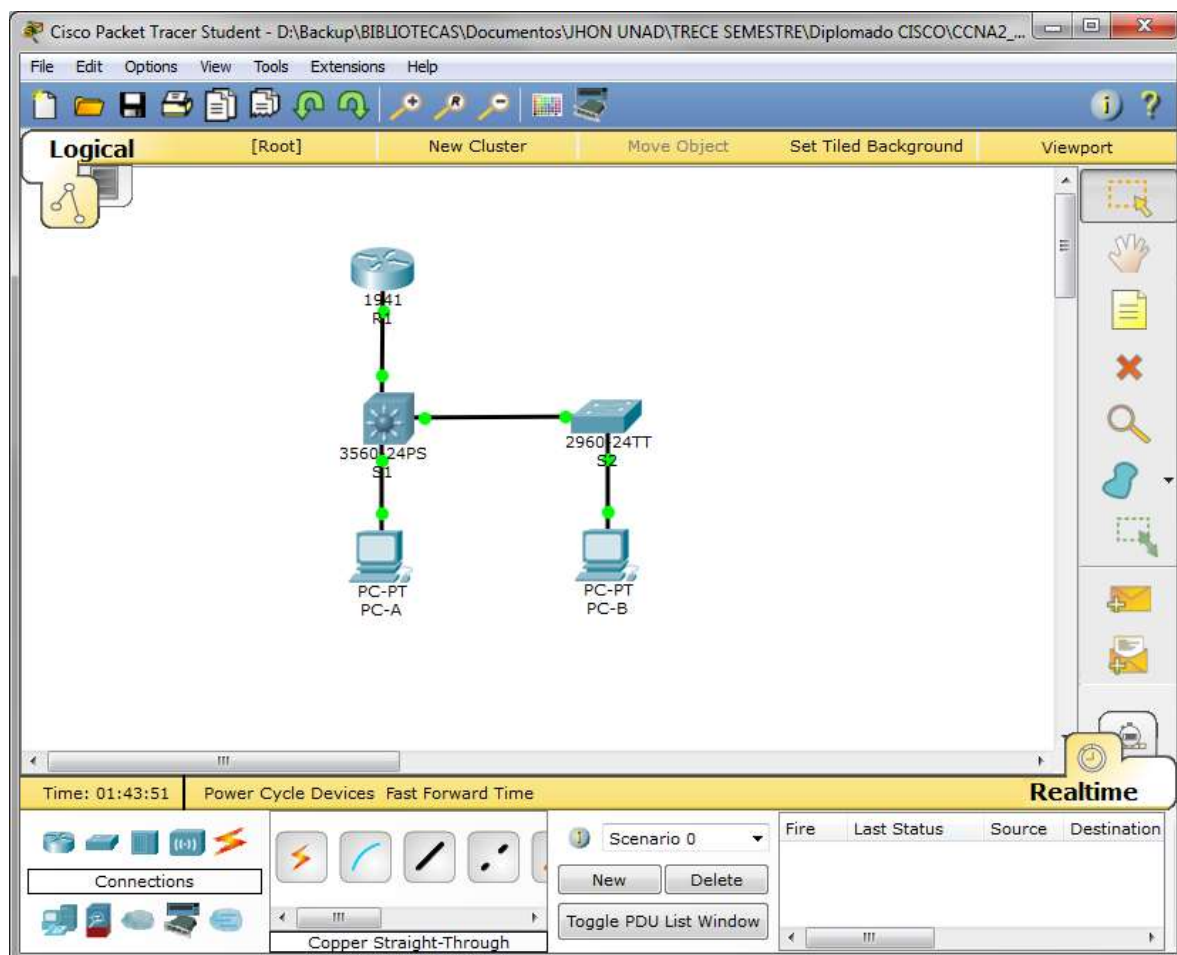 Cisco Packet Tracer Student - D:\Backup\BIBLIOTECAS\Documentos\JHON UNAD\TRECE SEMESTRE\Diplomado CISCO\CCNA2_...
File Edit Options View Tools Extensions Help
Logical [Root] New Cluster Move Object Set Tiled Background Viewport
1941
R1
3560-24PS
S1
2960-24TT
S2
PC-PT
PC-A
PC-PT
PC-B
Time: 01:43:51 Power Cycle Devices Fast Forward Time Realtime
Connections
Copper Straight-Through
Scenario 0
New Delete
Toggle PDU List Window
Fire Last Status Source Destination